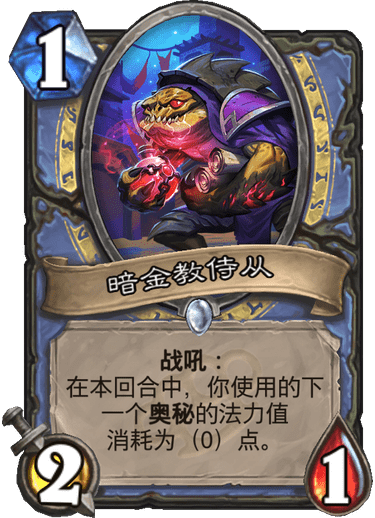 1
暗金教侍从
战吼：
在本回合中，你使用的下
一个奥秘的法力值
消耗为（0）点。
2
1